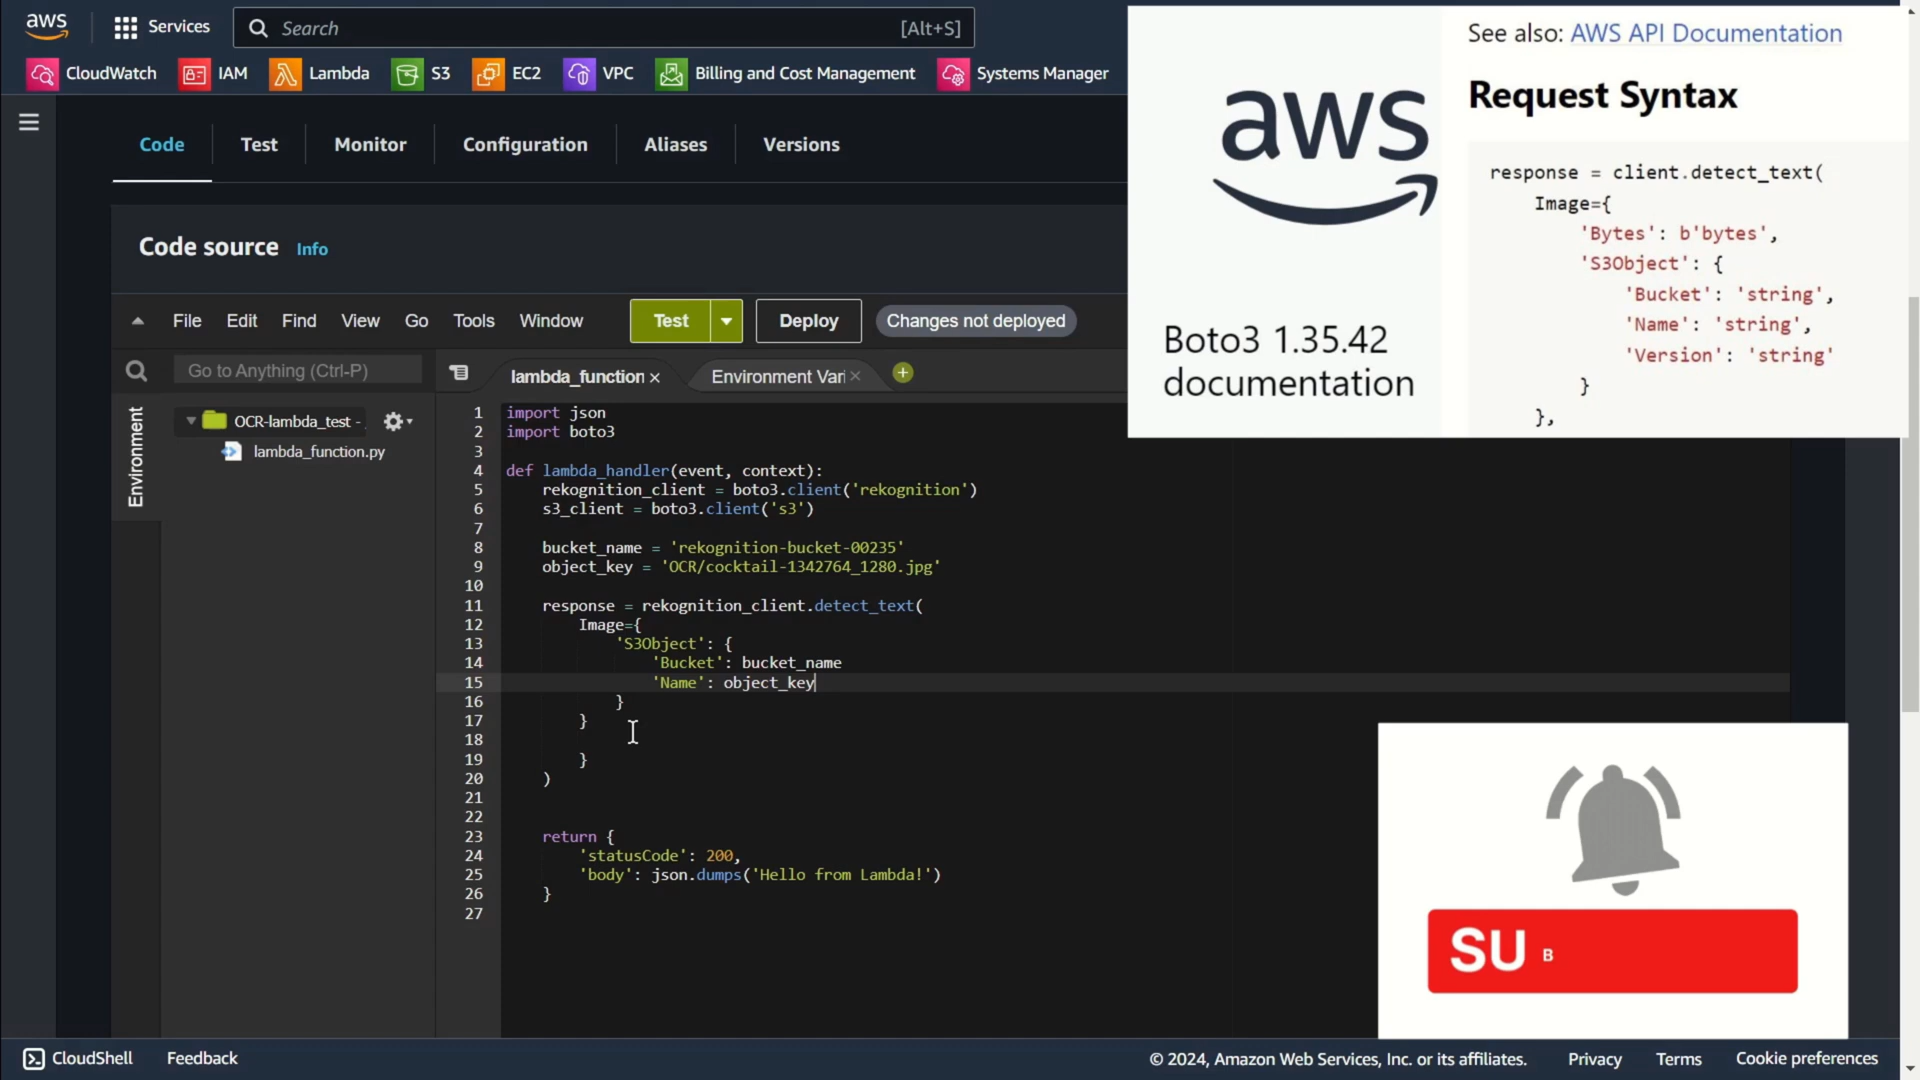 aws
Services
Search
[Alt+S]
CloudWatch
IAM
Lambda
S3
EC2
VPC
Billing and Cost Management
Systems Manager
Code
Test
Monitor
Configuration
Aliases
Versions
Code source
Info
File
Edit
Find
View
Go
Tools
Window
Test
Deploy
Changes not deployed
Go to Anything (Ctrl-P)
lambda_function
Environment Vari
Environment
OCR-lambda_test -
lambda_function.py
1 import json
2 import boto3
3
4 def lambda_handler(event, context):
5 rekognition_client = boto3.client('rekognition')
6 s3_client = boto3.client('s3')
7
8 bucket_name = 'rekognition-bucket-00235'
9 object_key = 'OCR/cocktail-1342764_1280.jpg'
10
11 response = rekognition_client.detect_text(
12 Image={
13 'S3Object': {
14 'Bucket': bucket_name
15 'Name': object_key
16 }
17 }
18
19 }
20 )
21
22
23 return {
24 'statusCode': 200,
25 'body': json.dumps('Hello from Lambda!')
26 }
27
aws
Boto3 1.35.42
documentation
See also: AWS API Documentation
Request Syntax
response = client.detect_text(
Image={
'Bytes': b'bytes',
'S3Object': {
'Bucket': 'string',
'Name': 'string',
'Version': 'string'
}
},
SU B
CloudShell
Feedback
© 2024, Amazon Web Services, Inc. or its affiliates.
Privacy
Terms
Cookie preferences